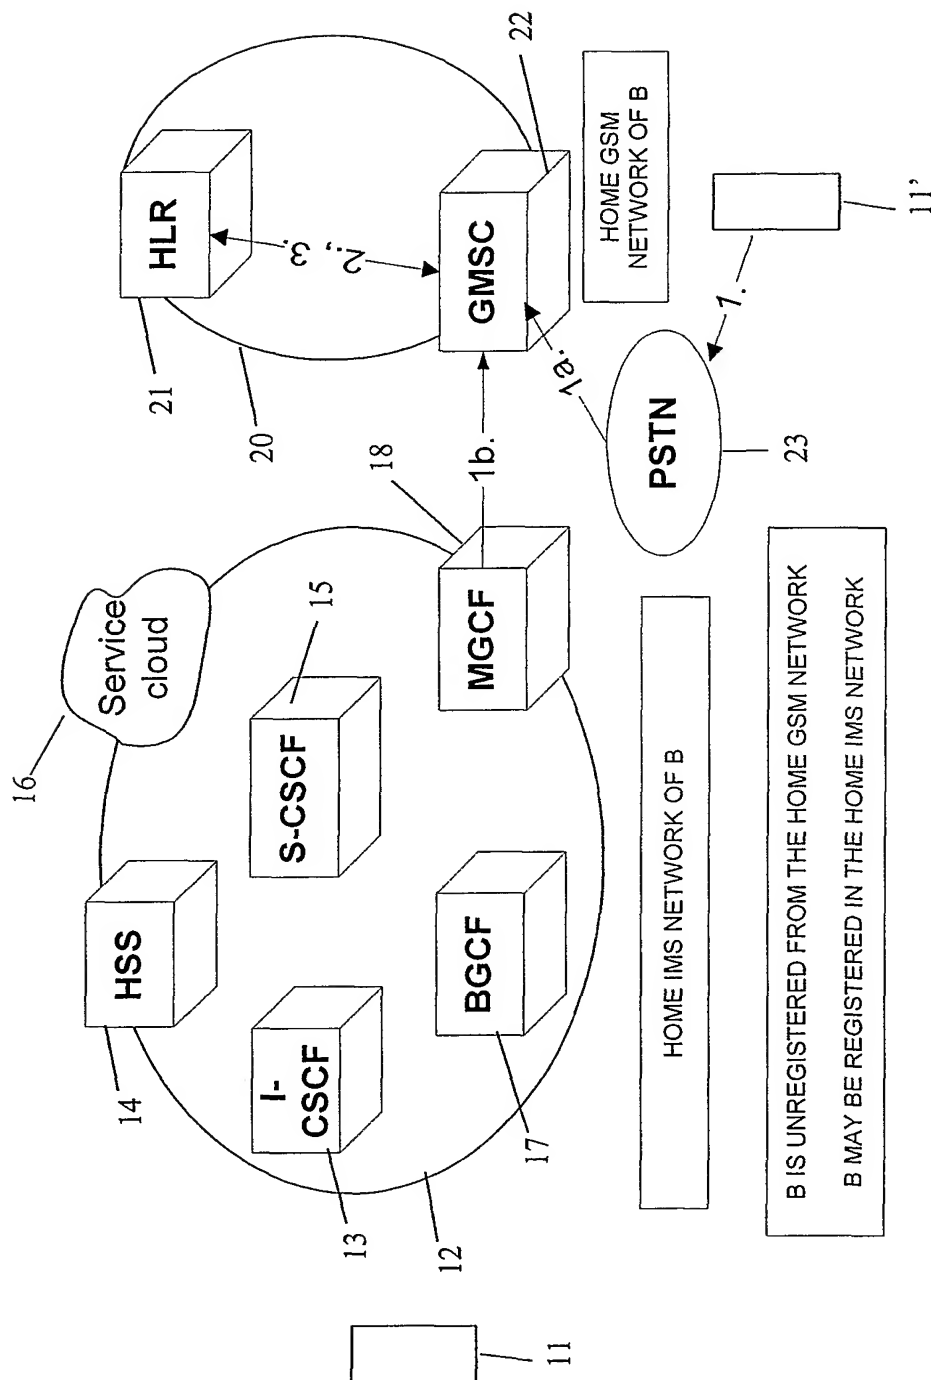 16
Service
cloud
14
HSS
15
S-CSCF
18
I-
CSCF
13
BGCF
17
MGCF
12
11
HOME IMS NETWORK OF B
B IS UNREGISTERED FROM THE HOME GSM NETWORK
B MAY BE REGISTERED IN THE HOME IMS NETWORK
21
HLR
20
2., 3.
1b.
GMSC
22
1a.
HOME GSM
NETWORK OF B
PSTN
23
1.
11'